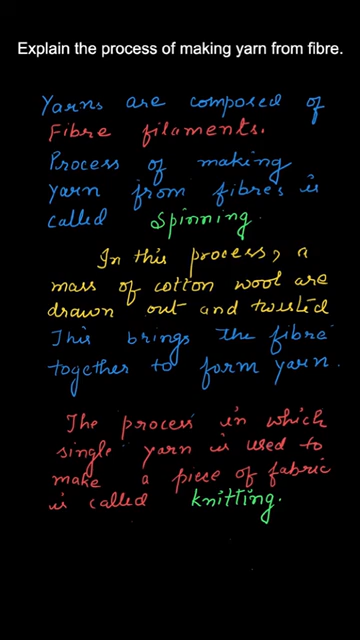 Explain the process of making yarn from fibre.
Yarns are composed of
Fibre filaments.
Process of making
yarn from fibres is
called Spinning.
In this process, a
mass of cotton wool are
drawn out and twisted
This brings the fibre
together to form yarn.
The process in which
single yarn is used to
make a piece of fabric
is called knitting.